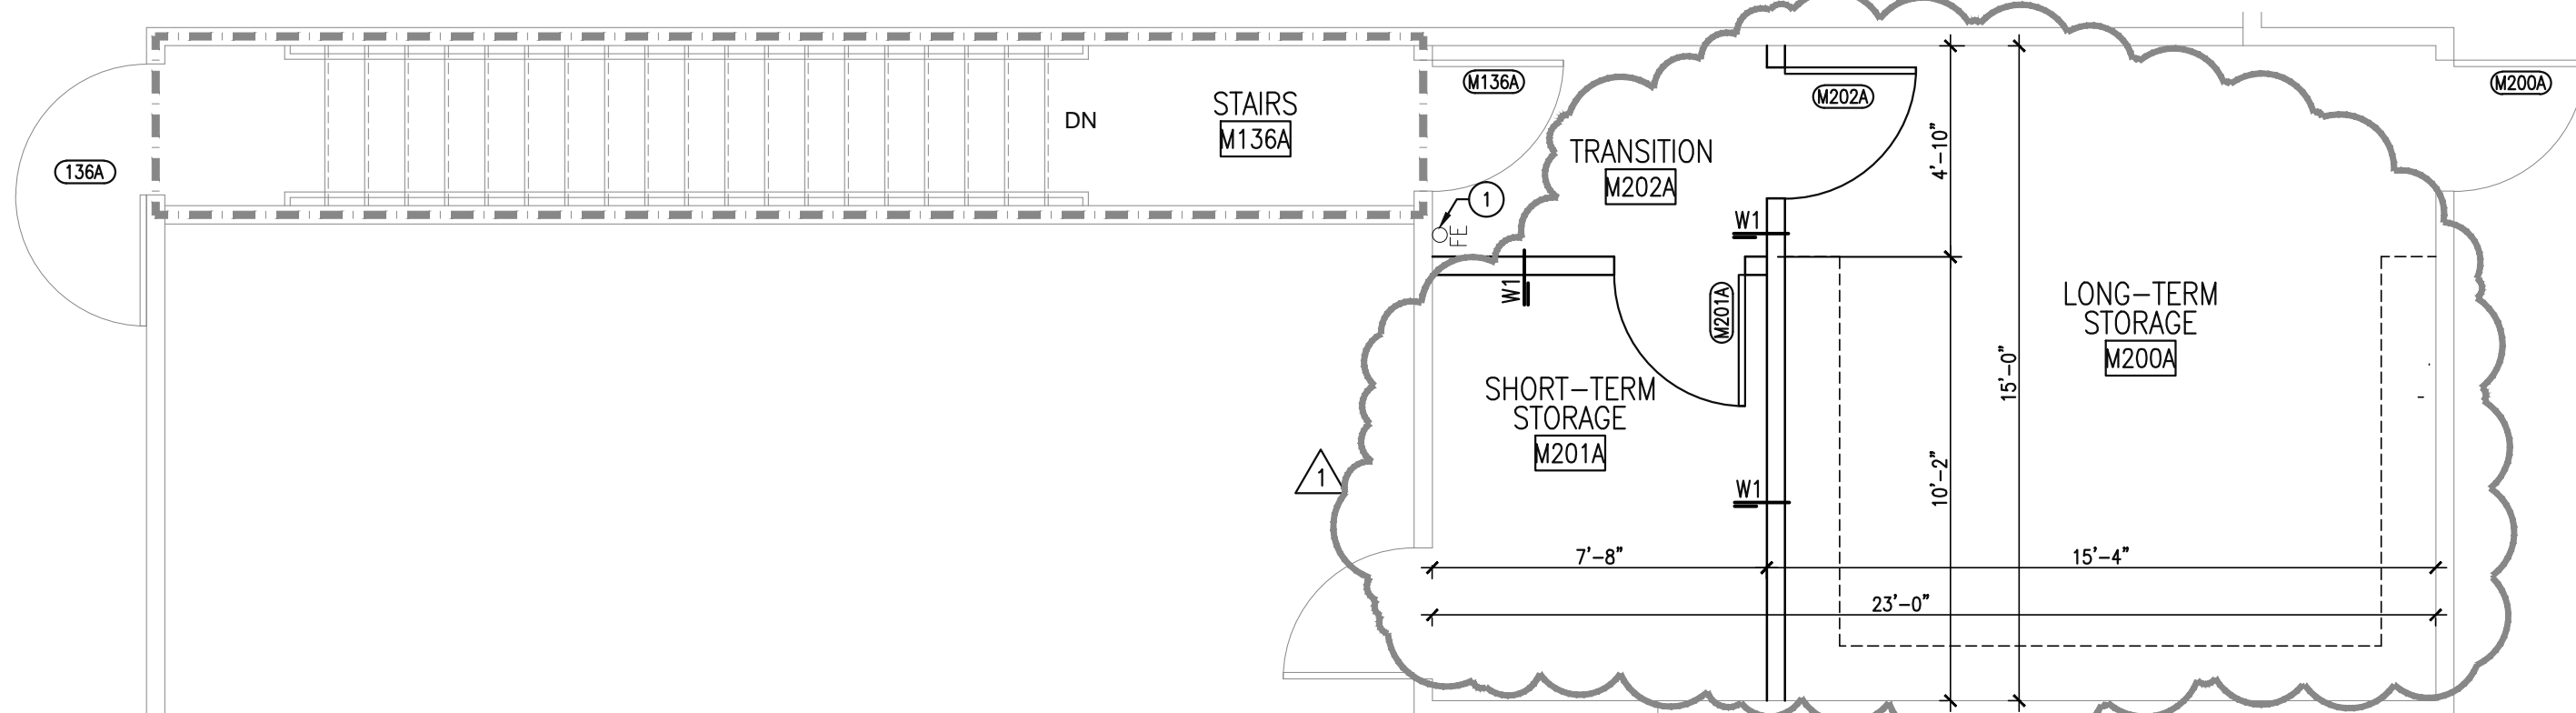 136A
DN
STAIRS
M136A
M136A
1
FE
TRANSITION
M202A
M202A
W1
W1
M201A
SHORT-TERM
STORAGE
M201A
1
W1
7'-8"
15'-4"
23'-0"
4'-10"
10'-2"
15'-0"
LONG-TERM
STORAGE
M200A
M200A